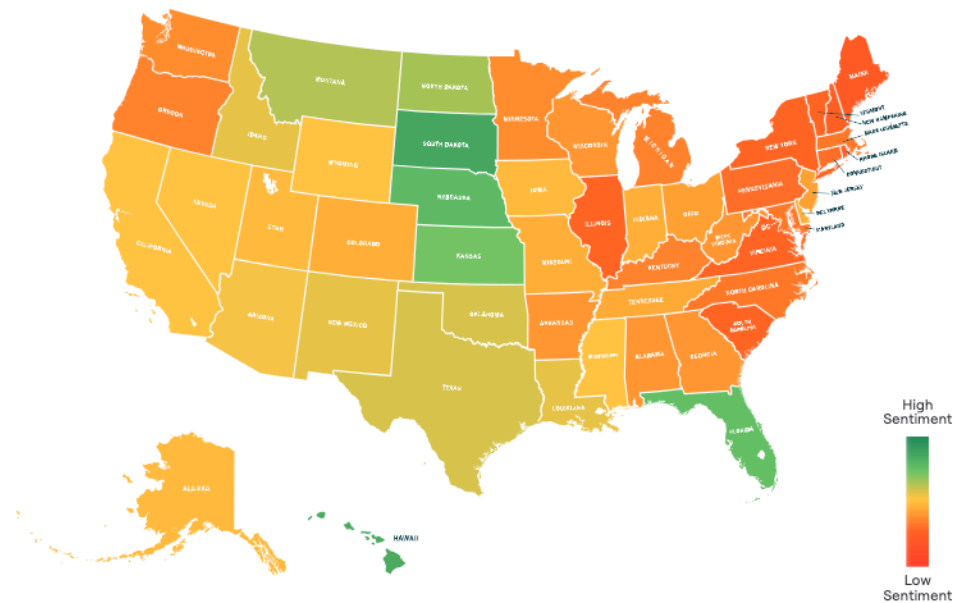 WASHINGTON
OREGON
MONTANA
IDAHO
WYOMING
NORTH DAKOTA
SOUTH DAKOTA
NEBRASKA
KANSAS
NEVADA
CALIFORNIA
UTAH
COLORADO
ARIZONA
NEW MEXICO
OKLAHOMA
TEXAS
MINNESOTA
IOWA
MISSOURI
ARKANSAS
LOUISIANA
WISCONSIN
MICHIGAN
ILLINOIS
INDIANA
OHIO
KENTUCKY
TENNESSEE
MISSISSIPPI
ALABAMA
GEORGIA
FLORIDA
SOUTH
CAROLINA
NORTH CAROLINA
VIRGINIA
WEST
VIRGINIA
DC
PENNSYLVANIA
NEW YORK
MAINE
VERMONT
NEW HAMPSHIRE
MASSACHUSETTS
RHODE ISLAND
CONNECTICUT
NEW JERSEY
DELAWARE
MARYLAND
ALASKA
HAWAII
High
Sentiment
Low
Sentiment